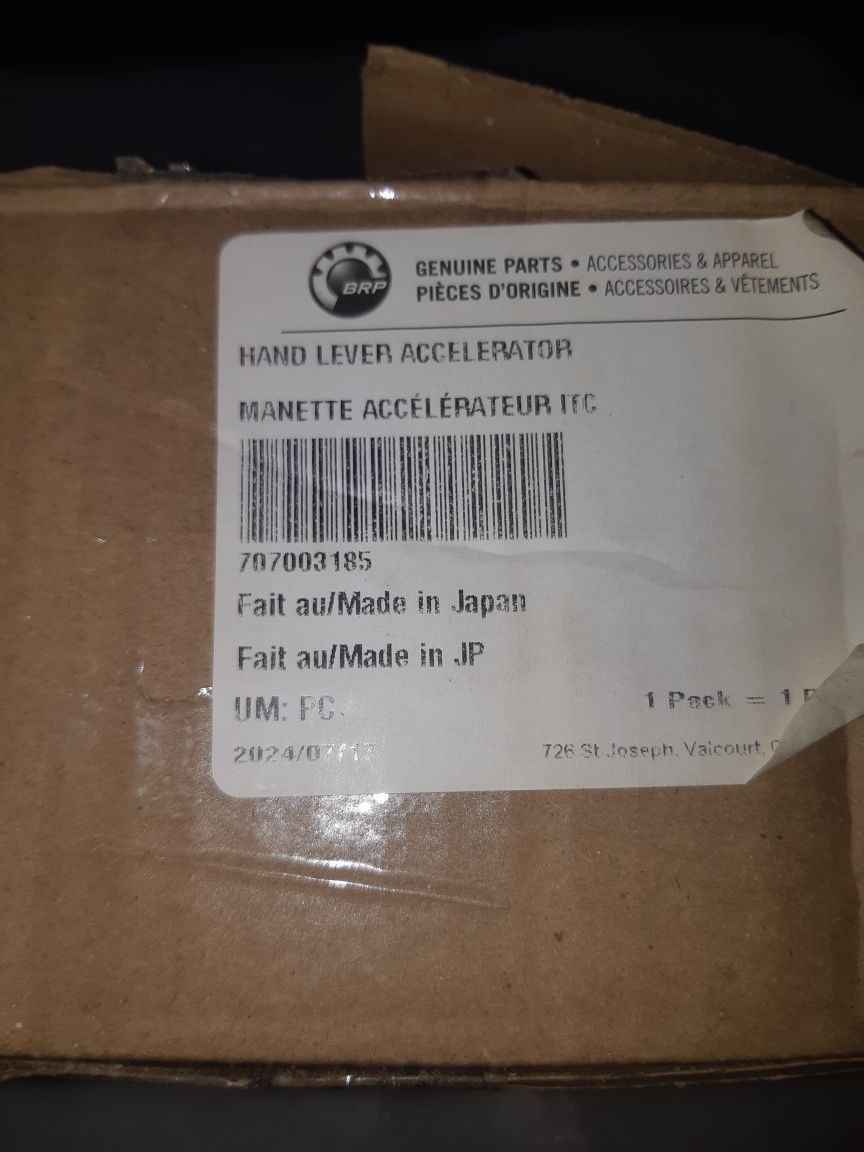 BRP
GENUINE PARTS • ACCESSORIES & APPAREL
PIÈCES D'ORIGINE • ACCESSOIRES & VÊTEMENTS
HAND LEVER ACCELERATOR
MANETTE ACCÉLÉRATEUR ITC
707003185
Fait au/Made in Japan
Fait au/Made in JP
UM: PC
1 Pack = 1
2024/07/17
726 St-Joseph, Valcourt,